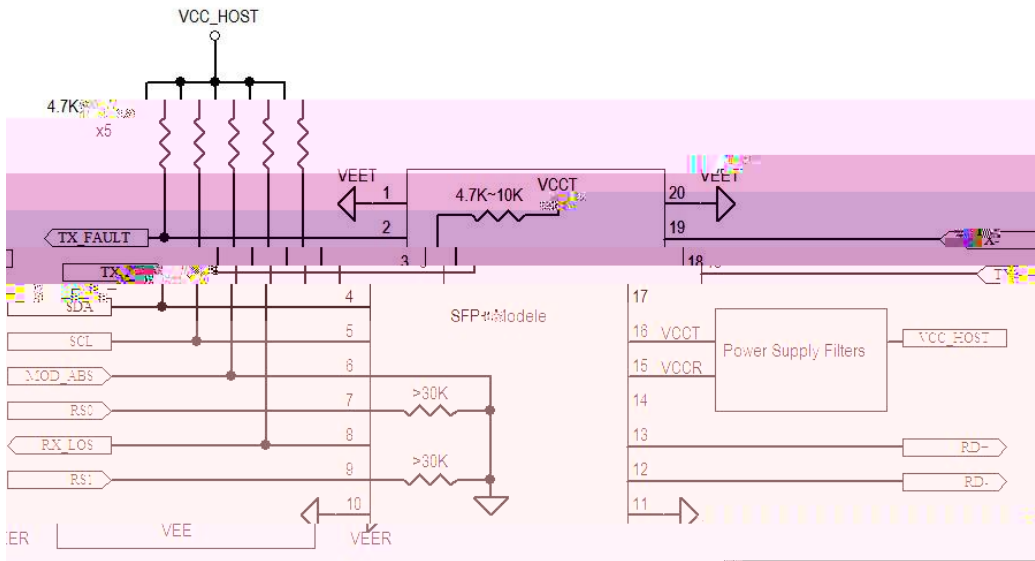 VCC_HOST
4.7K
x5
VEET
1
4.7K~10K
VCCT
20
VEET
TX_FAULT
2
19
3
18
SDA
4
17
SCL
5
16
VCCT
Power Supply Filters
VCC_HOST
MOD_ABS
6
15
VCCR
RS0
7
>30K
14
RX_LOS
8
13
RD+
RS1
9
>30K
12
RD-
10
11
VEE
VEER